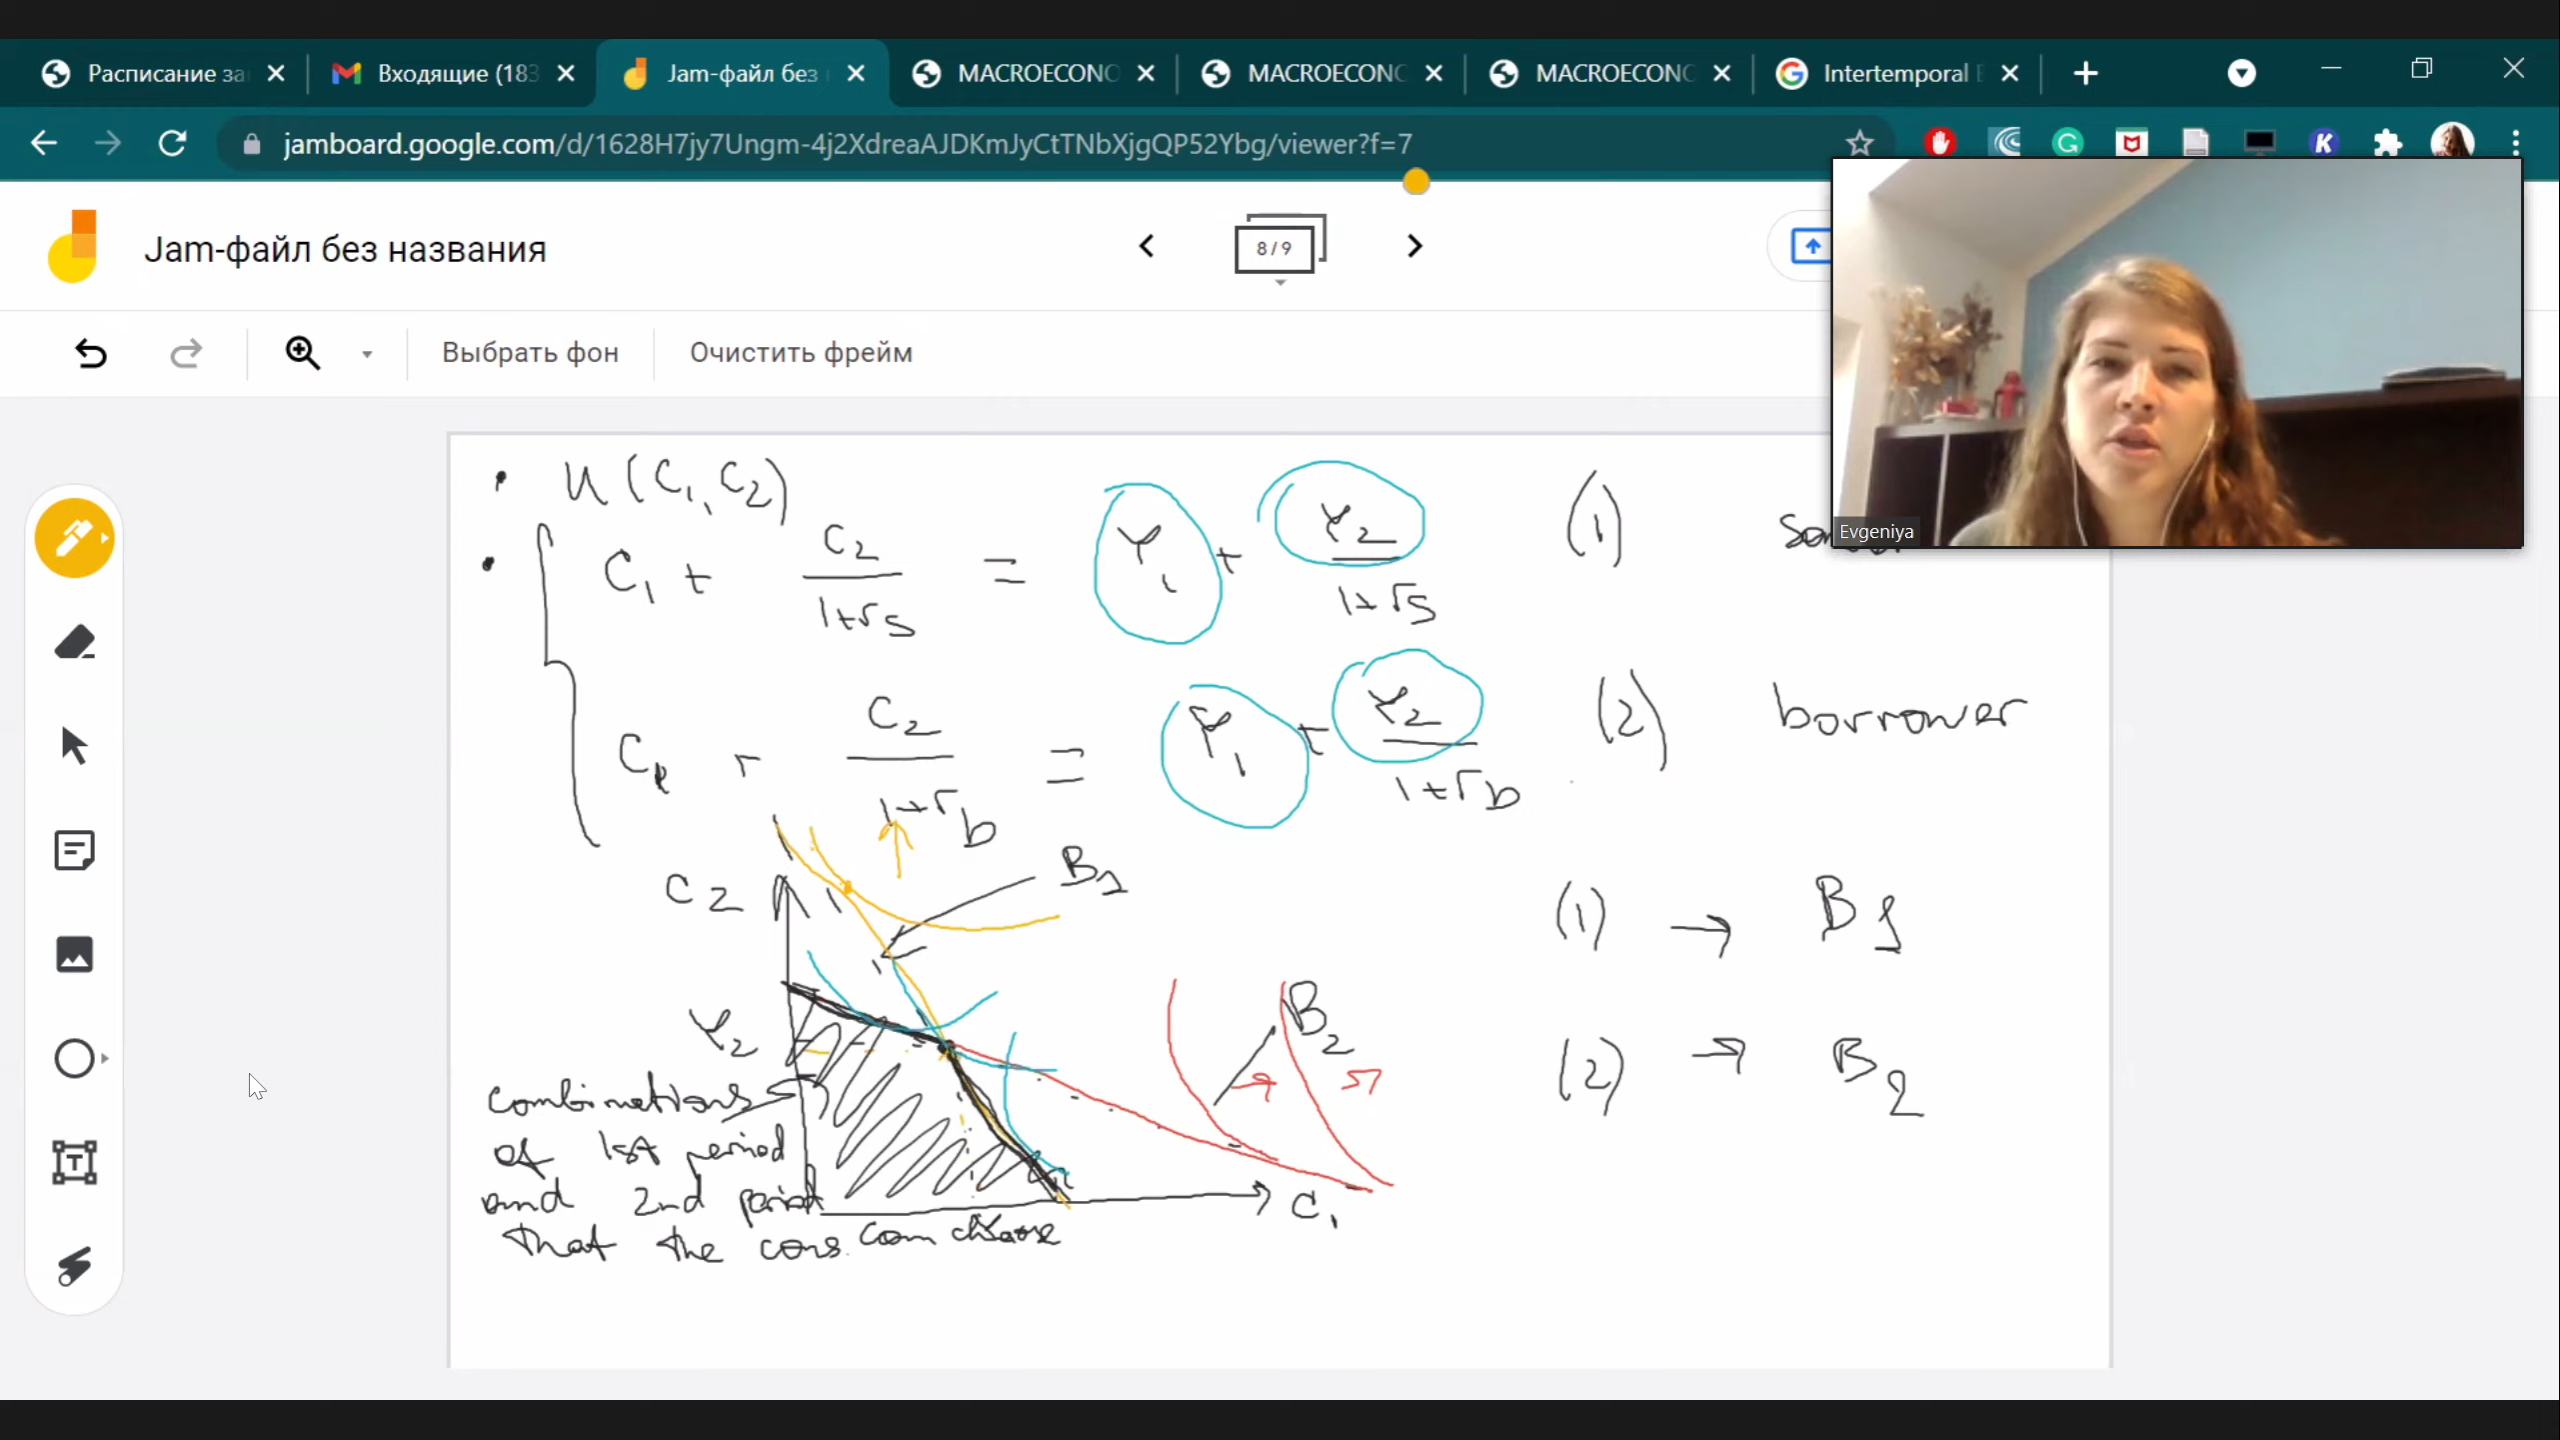 Расписание за
Входящие (183
Jam-файл без
MACROECONO
MACROECONO
MACROECONO
Intertemporal
jamboard.google.com/d/1628H7jy7Ungm-4j2XdreaAJDKmJyCtTNbXjgQP52Ybg/viewer?f=7
Jam-файл без названия
8 / 9
Выбрать фон
Очистить фрейм
Evgeniya
• U(C₁, C₂)
• C₁ + C₂/1+rs = Y₁ + Y₂/1+rs (1)
C₁ + C₂/1+rb = Y₁ + Y₂/1+rb (2) borrower
C₂
B₁
(1) → B₁
Y₂
B₂
(2) → B₂
combinations
of 1st period
and 2nd period
that the cons. can choose
C₁